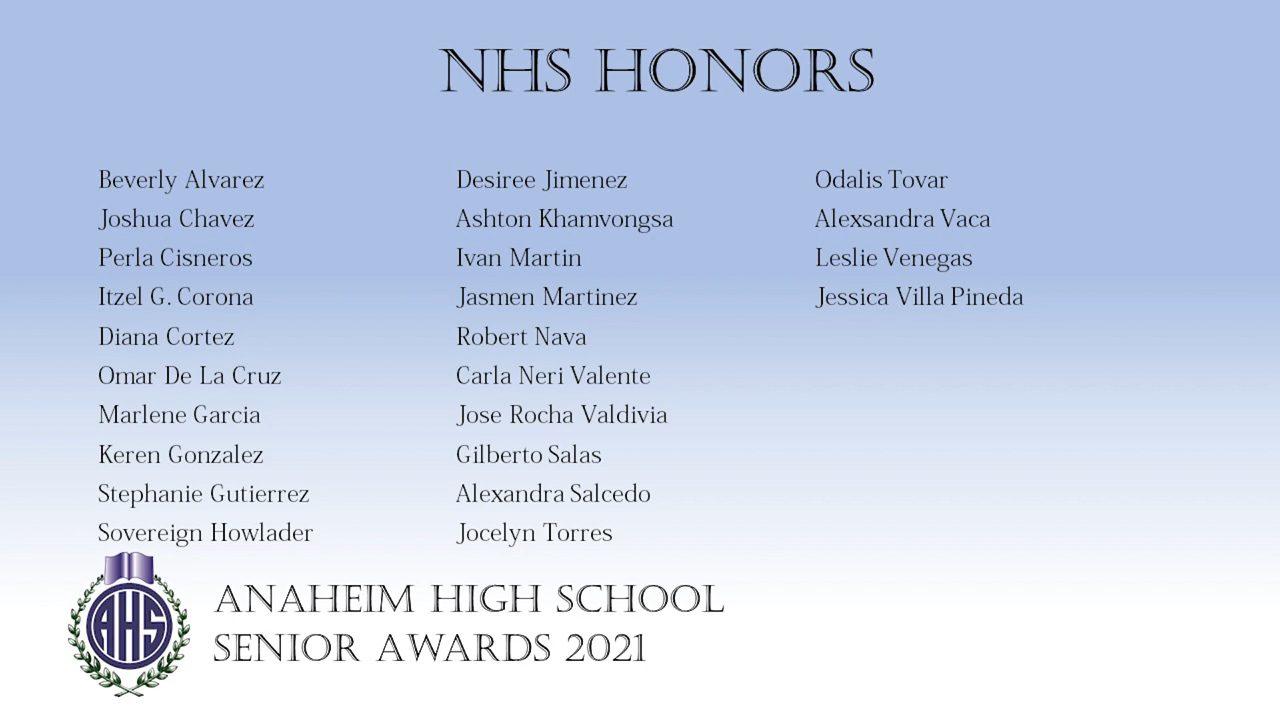 NHS HONORS
Beverly Alvarez
Joshua Chavez
Perla Cisneros
Itzel G. Corona
Diana Cortez
Omar De La Cruz
Marlene Garcia
Keren Gonzalez
Stephanie Gutierrez
Sovereign Howlader
Desiree Jimenez
Ashton Khamvongsa
Ivan Martin
Jasmen Martinez
Robert Nava
Carla Neri Valente
Jose Rocha Valdivia
Gilberto Salas
Alexandra Salcedo
Jocelyn Torres
Odalis Tovar
Alexsandra Vaca
Leslie Venegas
Jessica Villa Pineda
AHS
ANAHEIM HIGH SCHOOL
SENIOR AWARDS 2021